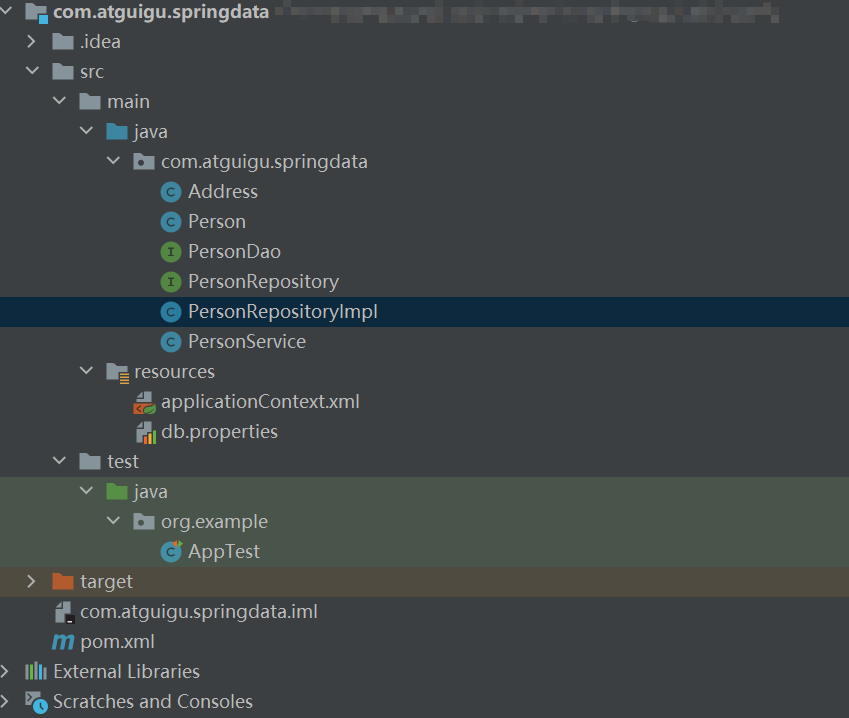 com.atguigu.springdata
.idea
src
main
java
com.atguigu.springdata
Address
Person
PersonDao
PersonRepository
PersonRepositoryImpl
PersonService
resources
applicationContext.xml
db.properties
test
java
org.example
AppTest
target
com.atguigu.springdata.iml
pom.xml
External Libraries
Scratches and Consoles